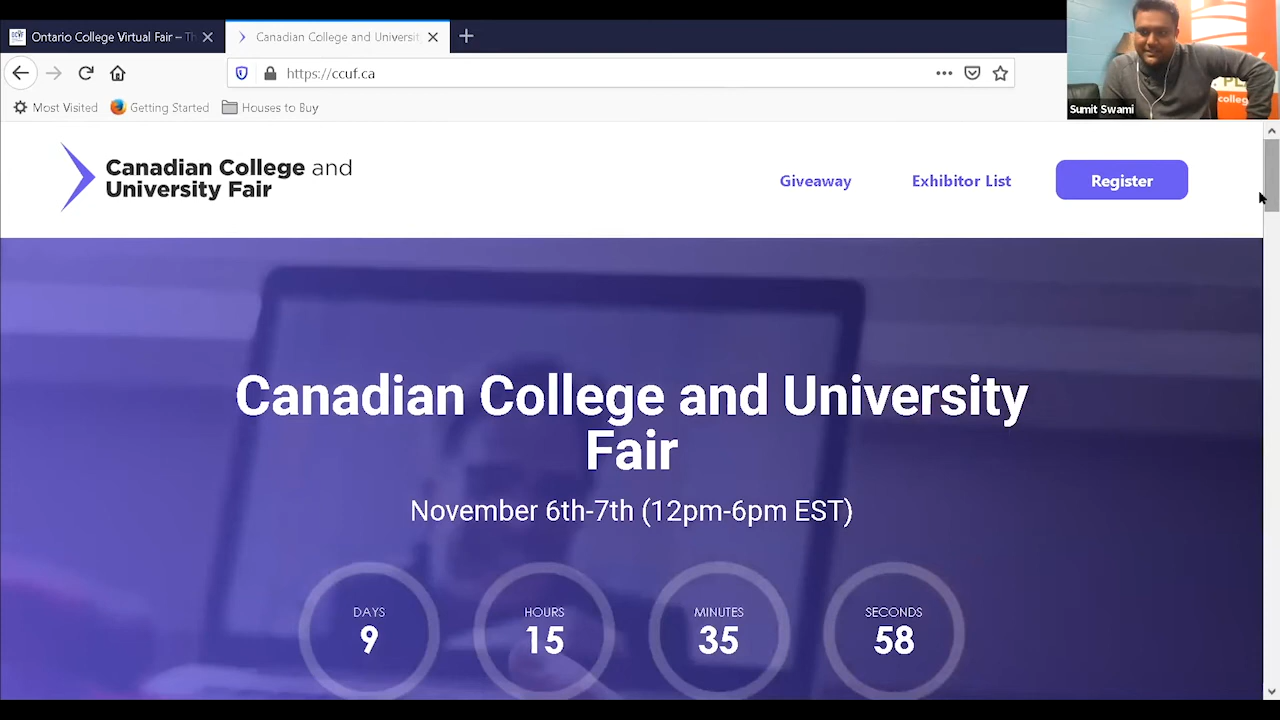 Ontario College Virtual Fair – Th
Canadian College and Universit
https://ccuf.ca
Most Visited
Getting Started
Houses to Buy
Sumit Swami
PL
colleg
Canadian College and
University Fair
Giveaway
Exhibitor List
Register
Canadian College and University
Fair
November 6th-7th (12pm-6pm EST)
DAYS
9
HOURS
15
MINUTES
35
SECONDS
58